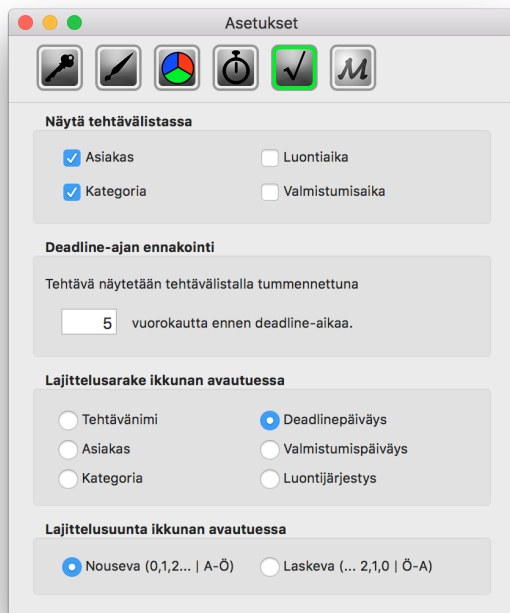 Asetukset
Näytä tehtävälistassa
Asiakas
Luontiaika
Kategoria
Valmistumisaika
Deadline-ajan ennakointi
Tehtävä näytetään tehtävälistalla tummennettuna
5 vuorokautta ennen deadline-aikaa.
Lajittelusarake ikkunan avautuessa
Tehtävänimi
Deadlinepäiväys
Asiakas
Valmistumispäiväys
Kategoria
Luontijärjestys
Lajittelusuunta ikkunan avautuessa
Nouseva (0,1,2... | A-Ö)
Laskeva (... 2,1,0 | Ö-A)